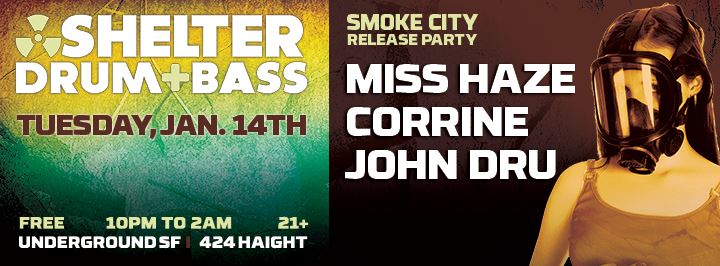 SHELTER
DRUM+BASS
TUESDAY, JAN. 14TH
FREE 10PM TO 2AM 21+
UNDERGROUND SF | 424 HAIGHT
SMOKE CITY
RELEASE PARTY
MISS HAZE
CORRINE
JOHN DRU